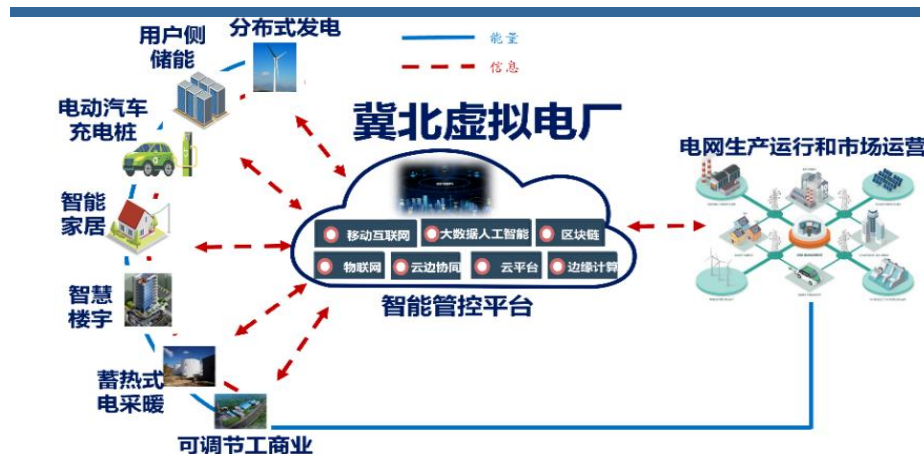 分布式发电
用户侧
储能
能量
信息
电动汽车
充电桩
冀北虚拟电厂
电网生产运行和市场运营
智能
家居
移动互联网
大数据人工智能
区块链
物联网
云边协同
云平台
边缘计算
智慧
楼宇
智能管控平台
蓄热式
电采暖
可调节工商业